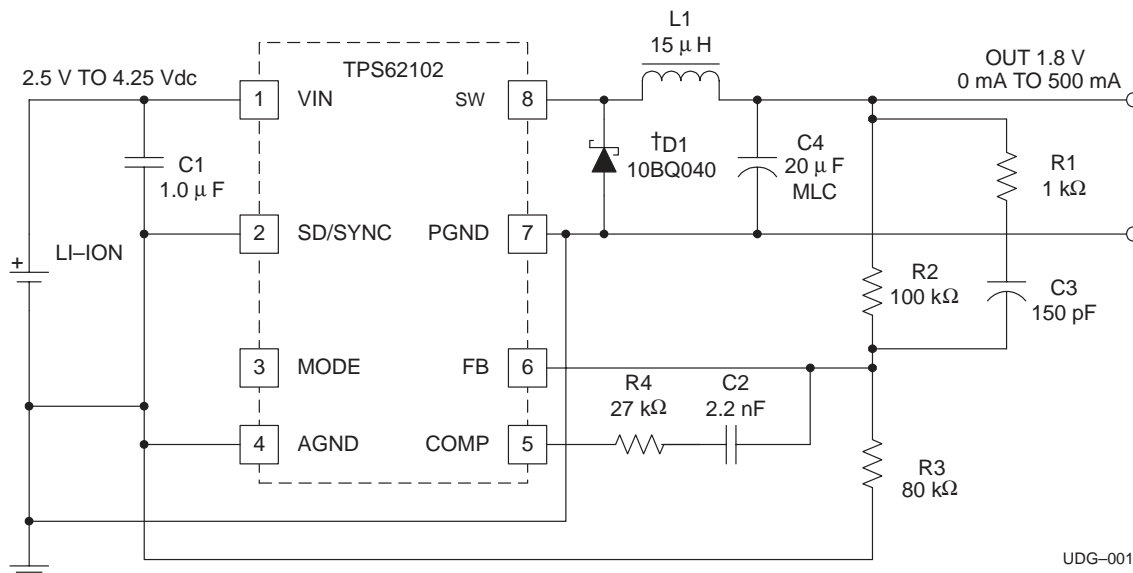 L1
15 μ H
OUT 1.8 V
0 mA TO 500 mA
2.5 V TO 4.25 Vdc
TPS62102
1 VIN
SW 8
C1
1.0 μ F
†D1
10BQ040
C4
20 μ F
MLC
R1
1 kΩ
2 SD/SYNC
PGND 7
+
LI–ION
R2
100 kΩ
C3
150 pF
3 MODE
FB 6
R4
27 kΩ
C2
2.2 nF
4 AGND
COMP 5
R3
80 kΩ
UDG–001